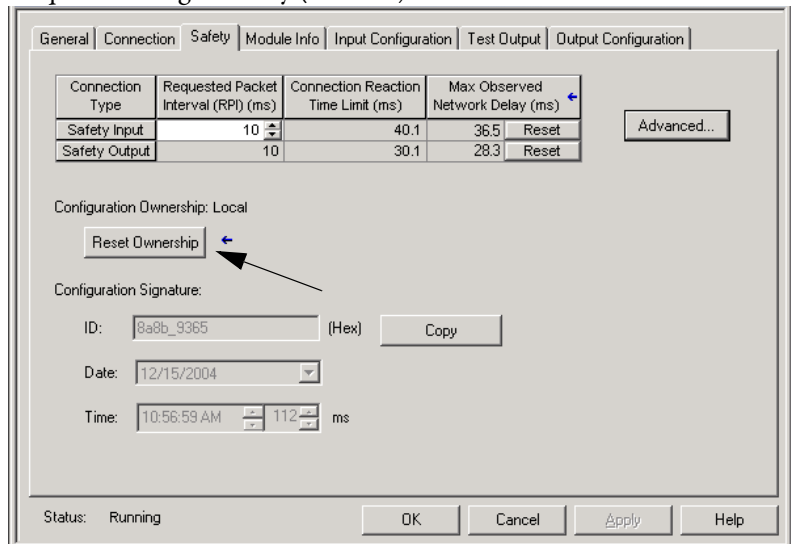 General Connection Safety Module Info Input Configuration Test Output Output Configuration
Connection Type Requested Packet Interval (RPI) (ms) Connection Reaction Time Limit (ms) Max Observed Network Delay (ms)
Safety Input 10 40.1 36.5 Reset
Safety Output 10 30.1 28.3 Reset
Advanced...
Configuration Ownership: Local
Reset Ownership
Configuration Signature:
ID: 8a8b_9365 (Hex) Copy
Date: 12/15/2004
Time: 10:56:59 AM 112 ms
Status: Running OK Cancel Apply Help